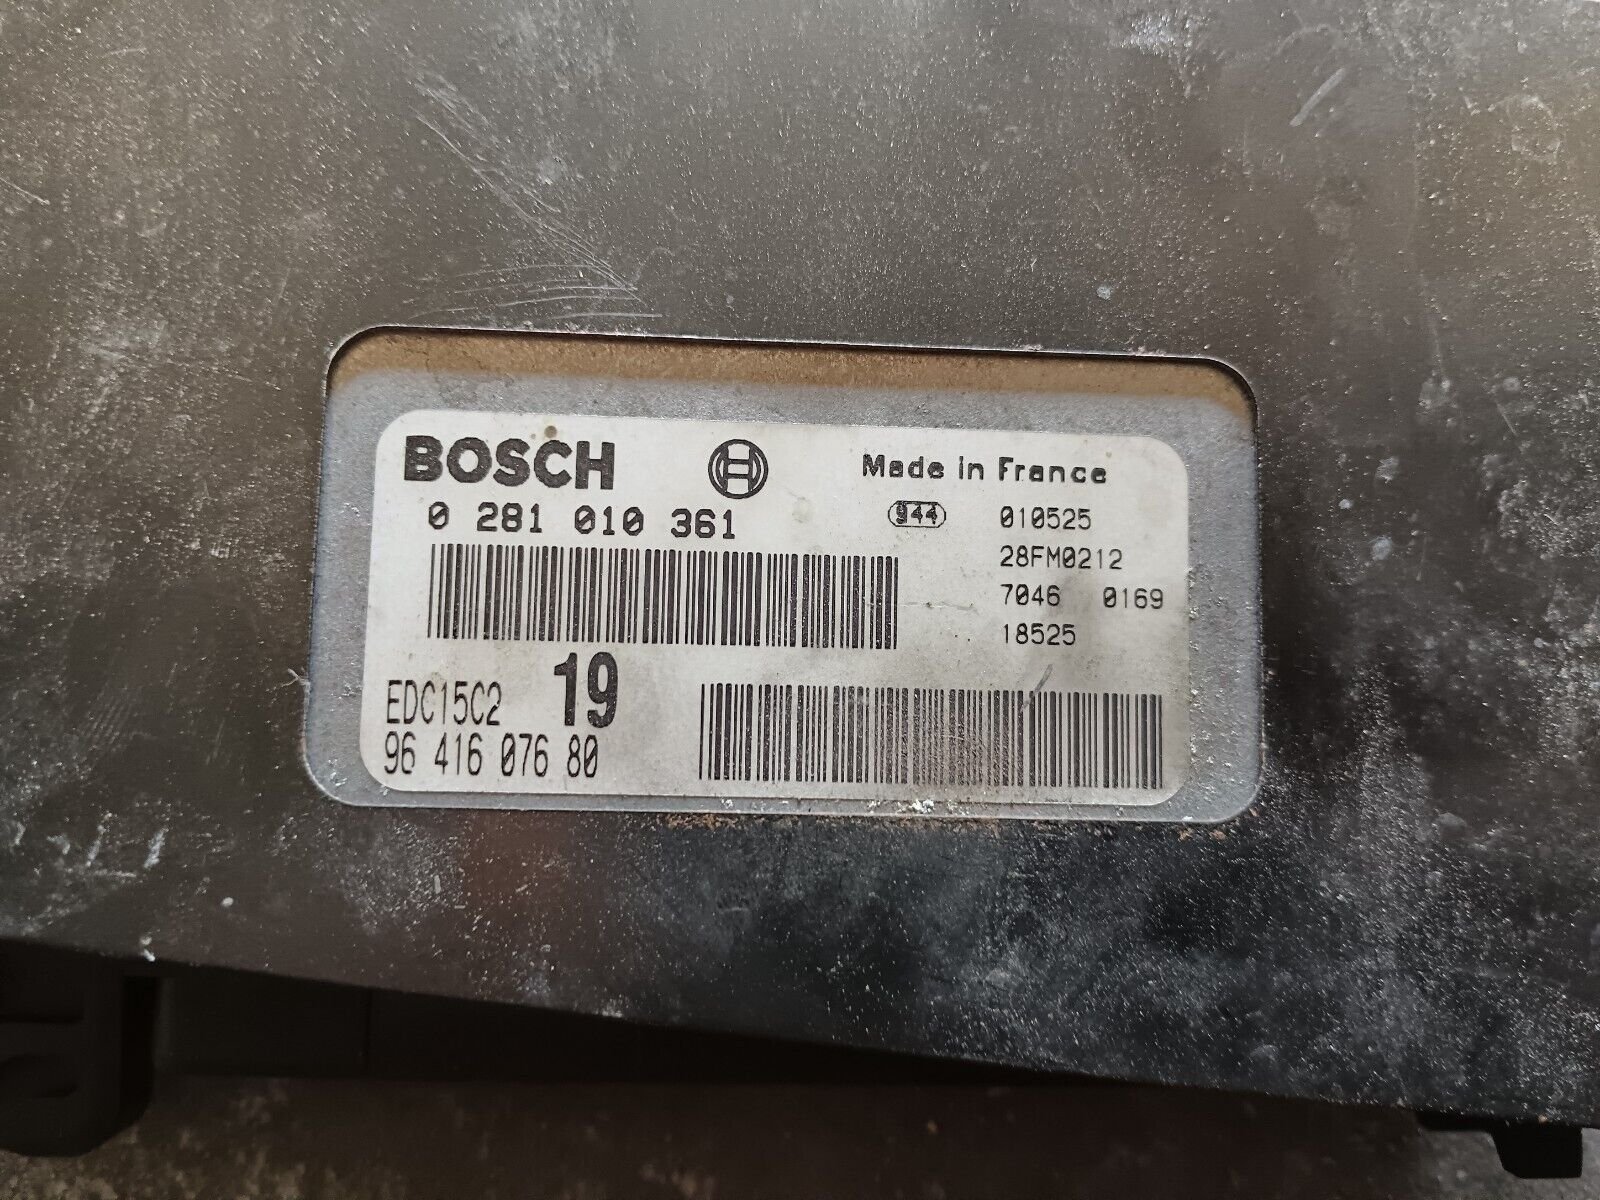 BOSCH Made in France
0 281 010 361 944 010525
28FM0212
7046 0169
18525
EDC15C2 19
96 416 076 80